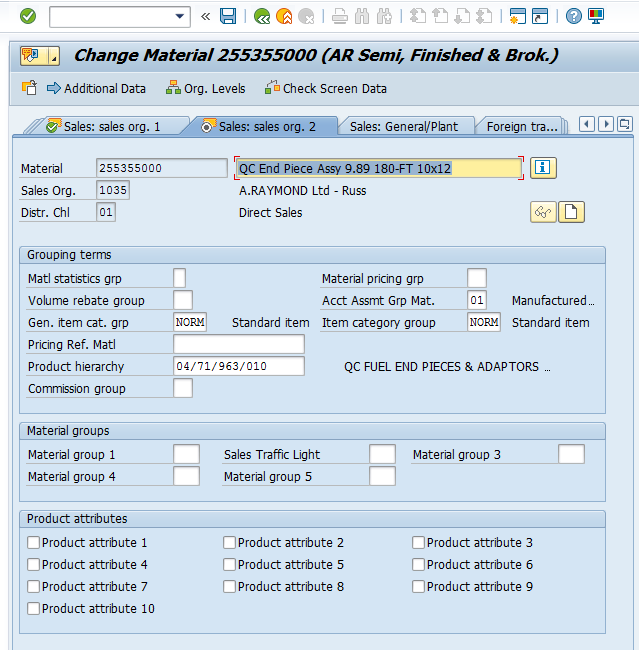 Change Material 255355000 (AR Semi, Finished & Brok.)
Additional Data Org. Levels Check Screen Data
Sales: sales org. 1 Sales: sales org. 2 Sales: General/Plant Foreign tra...
Material 255355000 QC End Piece Assy 9.89 180-FT 10x12
Sales Org. 1035 A.RAYMOND Ltd - Russ
Distr. Chl 01 Direct Sales
Grouping terms
Matl statistics grp Material pricing grp
Volume rebate group Acct Assmt Grp Mat. 01 Manufactured...
Gen. item cat. grp NORM Standard item Item category group NORM Standard item
Pricing Ref. Matl
Product hierarchy 04/71/963/010 QC FUEL END PIECES & ADAPTORS ...
Commission group
Material groups
Material group 1 Sales Traffic Light Material group 3
Material group 4 Material group 5
Product attributes
Product attribute 1 Product attribute 2 Product attribute 3
Product attribute 4 Product attribute 5 Product attribute 6
Product attribute 7 Product attribute 8 Product attribute 9
Product attribute 10